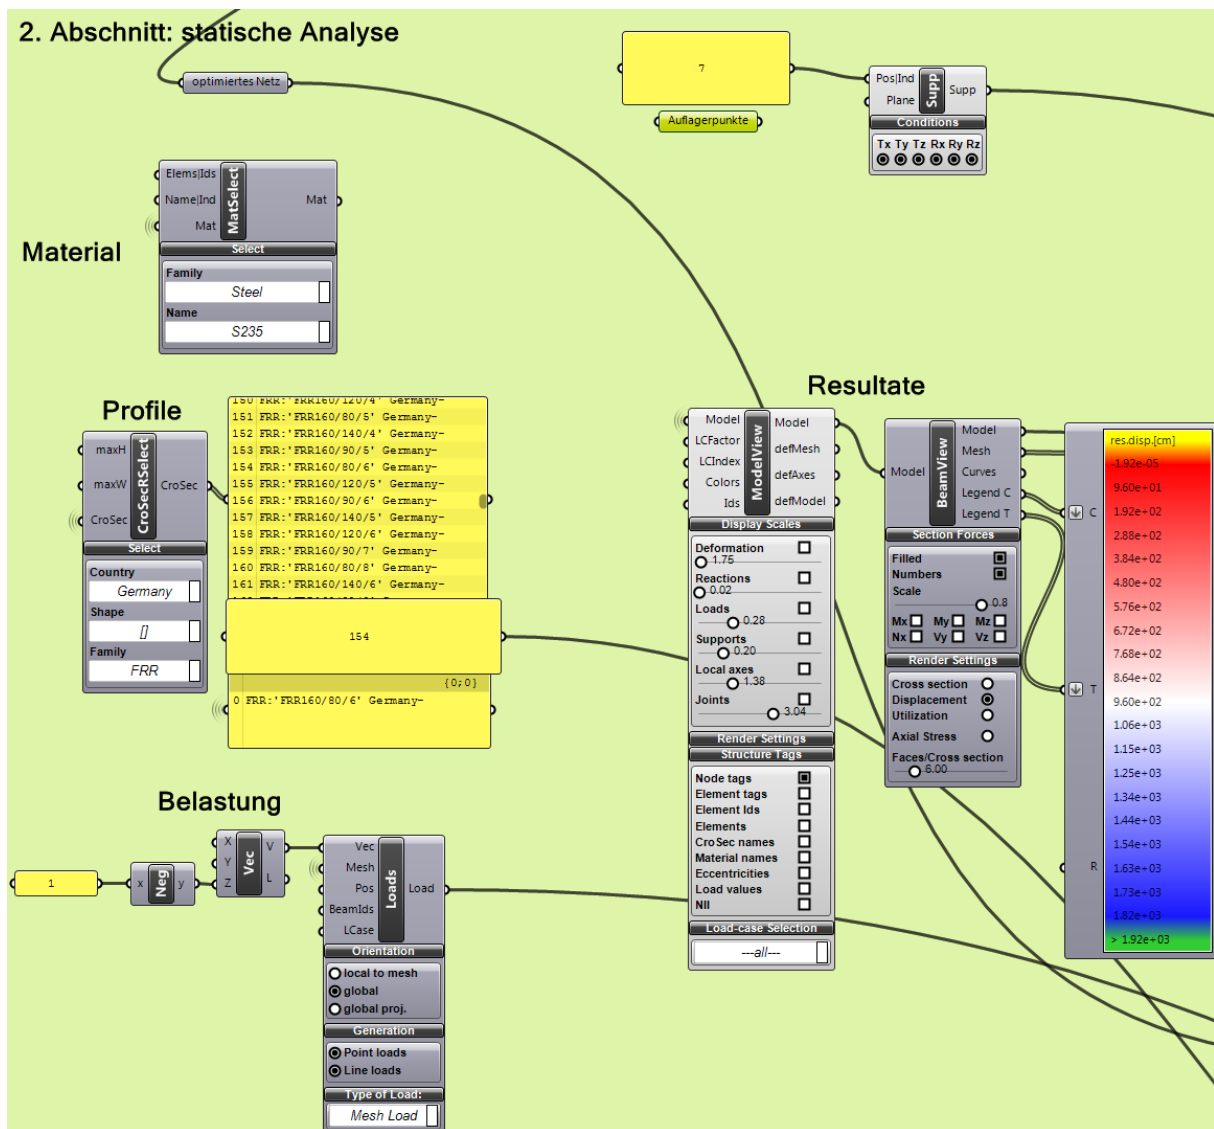 2. Abschnitt: statische Analyse
optimiertes Netz
7
Auflagerpunkte
Pos|Ind
Plane
Supp
Supp
Conditions
Tx Ty Tz Rx Ry Rz
Material
Elems|Ids
Name|Ind
Mat
MatSelect
Mat
Select
Family
Steel
Name
S235
Profile
maxH
maxW
CroSec
CroSecRSelect
CroSec
Select
Country
Germany
Shape
[]
Family
FRR
150 FRR:'FRR160/120/4' Germany-
151 FRR:'FRR160/80/5' Germany-
152 FRR:'FRR160/140/4' Germany-
153 FRR:'FRR160/90/5' Germany-
154 FRR:'FRR160/80/6' Germany-
155 FRR:'FRR160/120/5' Germany-
156 FRR:'FRR160/90/6' Germany-
157 FRR:'FRR160/140/5' Germany-
158 FRR:'FRR160/120/6' Germany-
159 FRR:'FRR160/90/7' Germany-
160 FRR:'FRR160/80/8' Germany-
161 FRR:'FRR160/140/6' Germany-
154
{0;0}
0 FRR:'FRR160/80/6' Germany-
Belastung
1
x
Neg
y
X
Y
Z
Vec
V
L
Vec
Mesh
Pos
BeamIds
LCase
Loads
Load
Orientation
local to mesh
global
global proj.
Generation
Point loads
Line loads
Type of Load:
Mesh Load
Resultate
Model
LCFactor
LCIndex
Colors
Ids
ModelView
Model
defMesh
defAxes
defModel
Display Scales
Deformation
1.75
Reactions
0.02
Loads
0.28
Supports
0.20
Local axes
1.38
Joints
3.04
Render Settings
Structure Tags
Node tags
Element tags
Element Ids
Elements
CroSec names
Material names
Eccentricities
Load values
NII
Load-case Selection
---all---
Model
BeamView
Model
Mesh
Curves
Legend C
Legend T
Section Forces
Filled
Numbers
Scale
0.8
Mx My Mz
Nx Vy Vz
Render Settings
Cross section
Displacement
Utilization
Axial Stress
Faces/Cross section
6.00
C
T
R
res.disp.[cm]
-1.92e-05
9.60e+01
1.92e+02
2.88e+02
3.84e+02
4.80e+02
5.76e+02
6.72e+02
7.68e+02
8.64e+02
9.60e+02
1.06e+03
1.15e+03
1.25e+03
1.34e+03
1.44e+03
1.54e+03
1.63e+03
1.73e+03
1.82e+03
> 1.92e+03